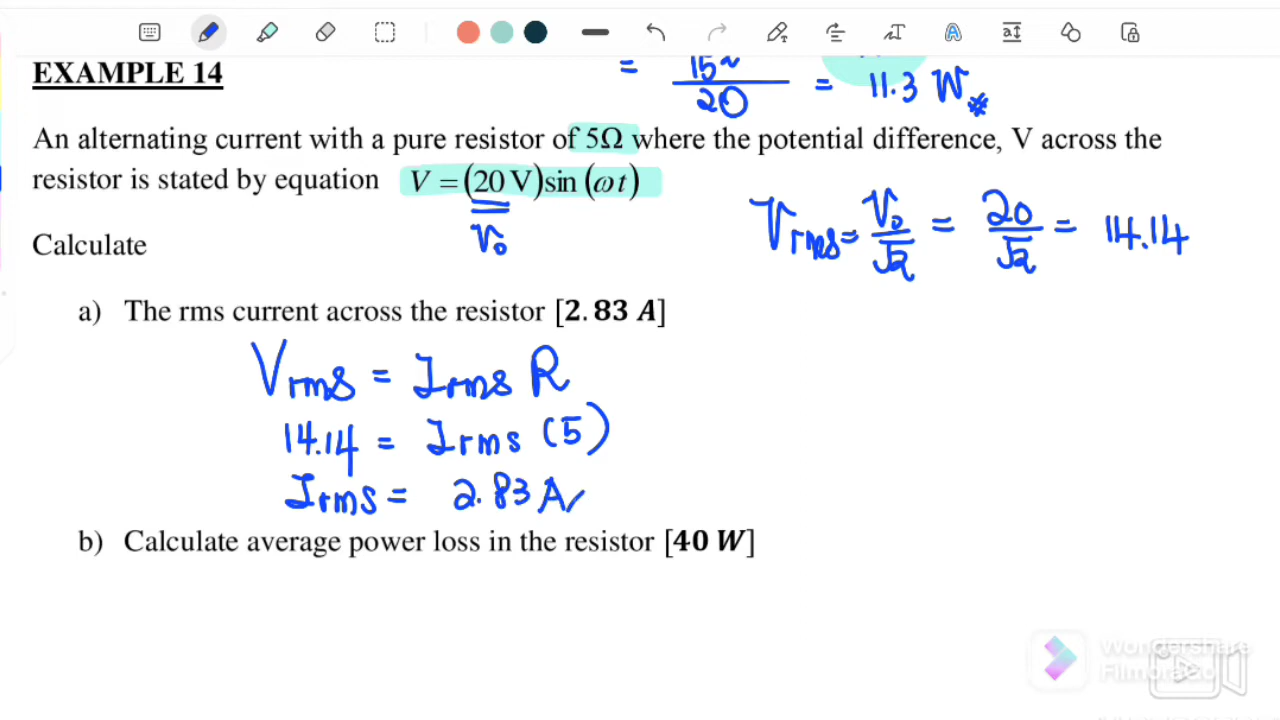 EXAMPLE 14
= 15² / 20 = 11.3 W #
An alternating current with a pure resistor of 5Ω where the potential difference, V across the
resistor is stated by equation V = (20 V)sin (ωt)
V₀
Vrms = V₀/√2 = 20/√2 = 14.14
Calculate
a) The rms current across the resistor [2.83 A]
Vrms = Irms R
14.14 = Irms (5)
Irms = 2.83 A
b) Calculate average power loss in the resistor [40 W]
Wondershare
Filmora